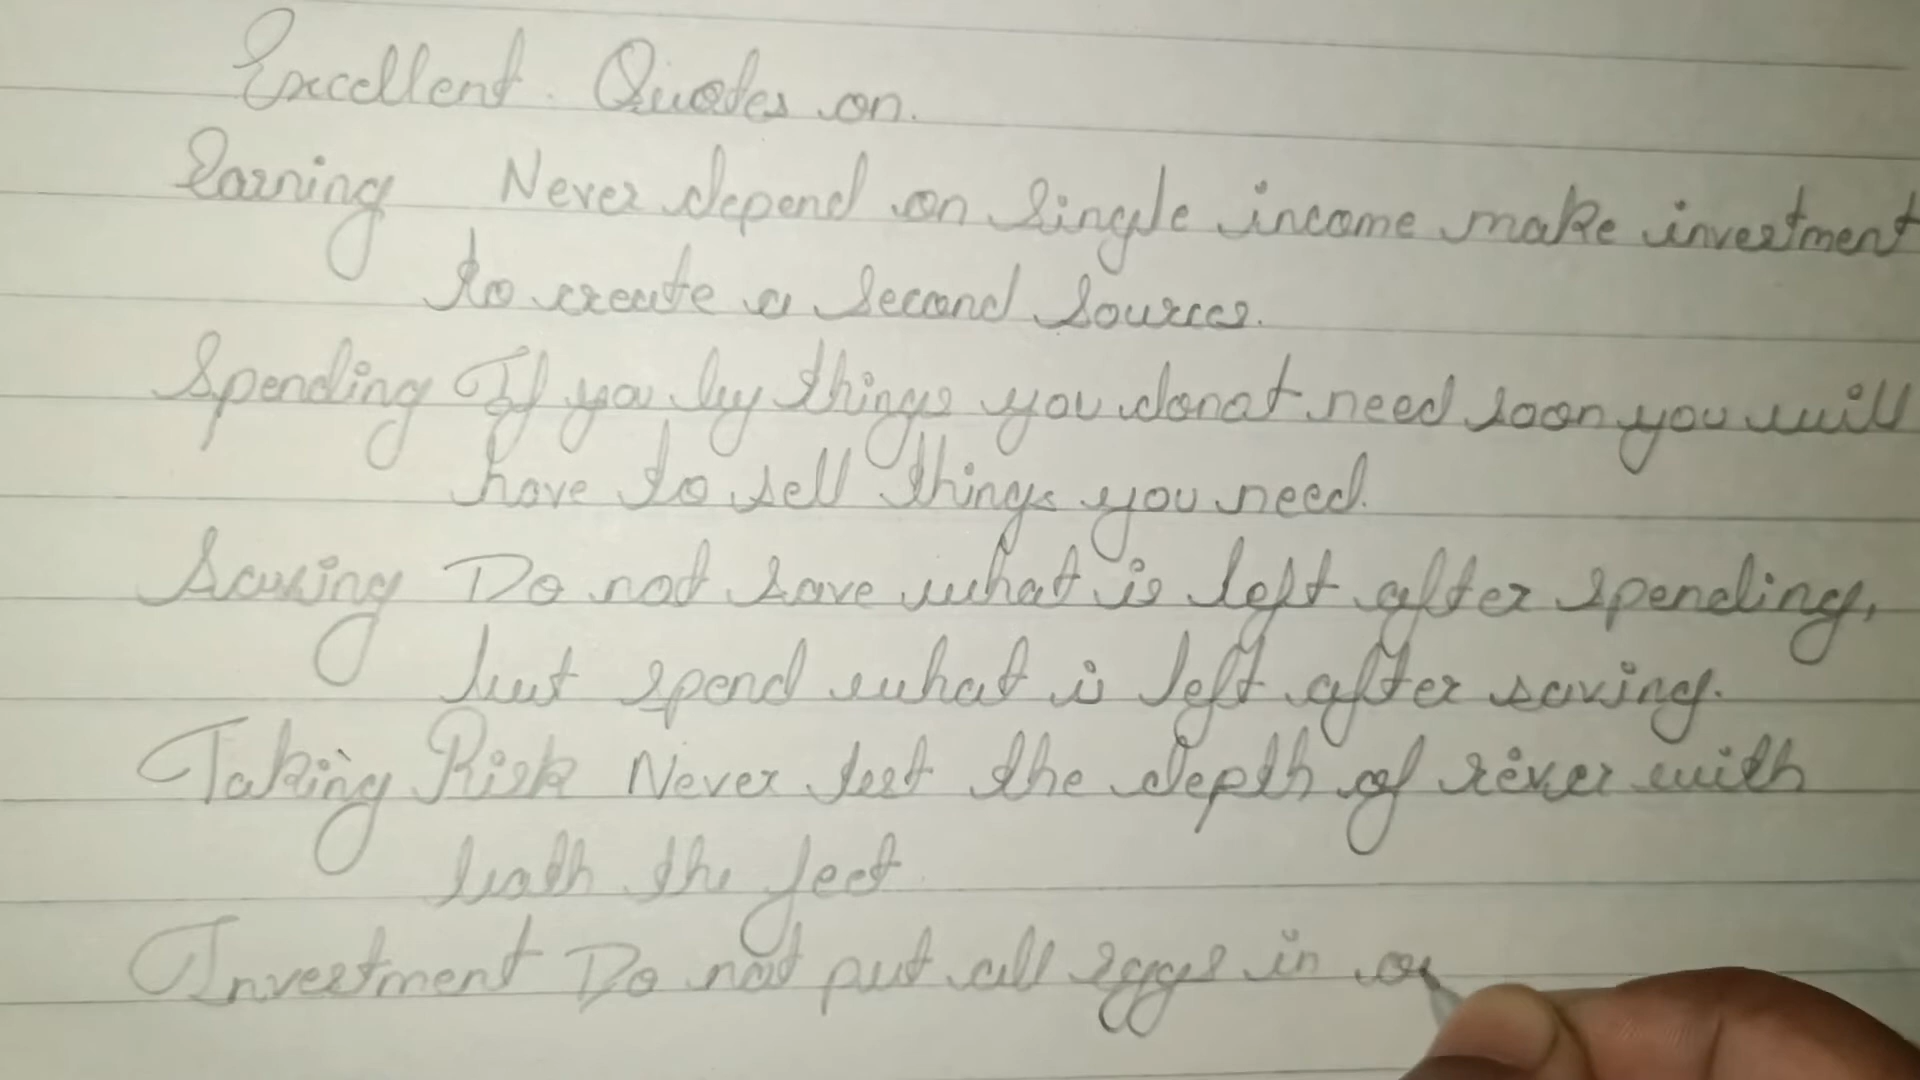 Excellent Quotes on.
Earning Never depend on single income make investment
to create a second sources.
Spending If you by things you donot need soon you will
have to sell things you need.
Saving Do not save what is left after spending,
but spend what is left after saving.
Taking Risk Never test the depth of river with
both the feet
Investment Do not put all eggs in